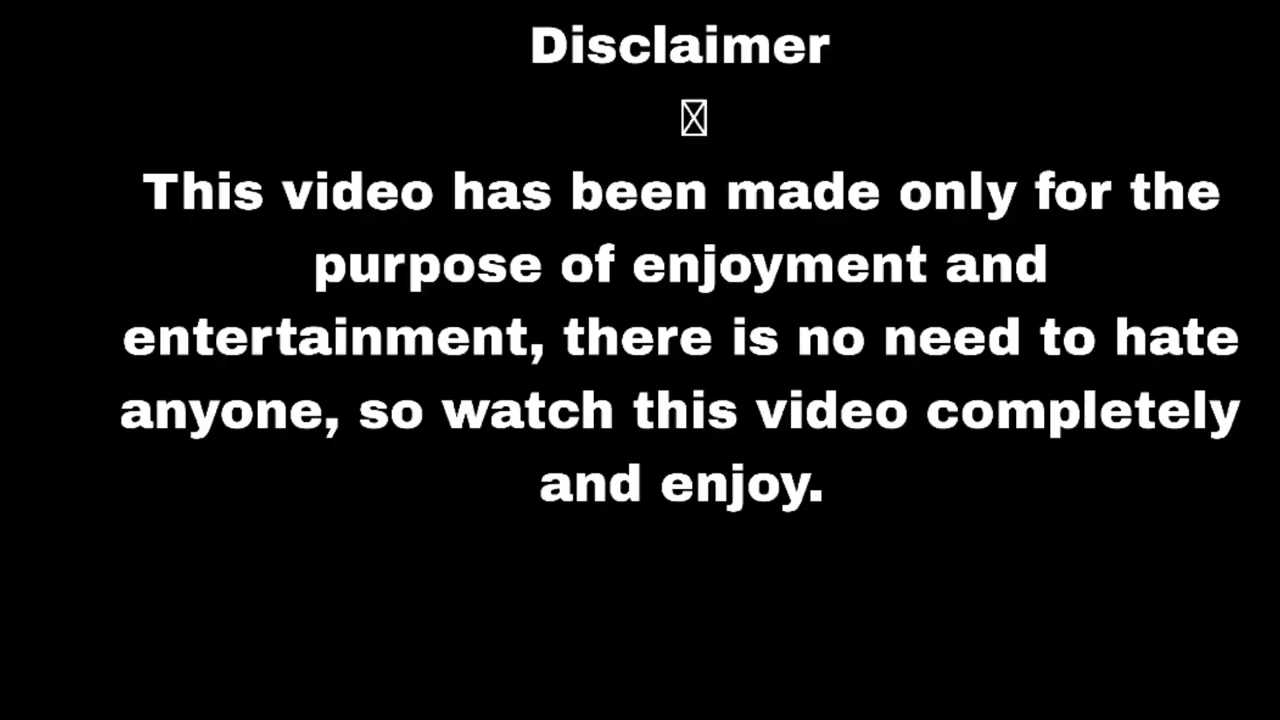 Disclaimer
This video has been made only for the
purpose of enjoyment and
entertainment, there is no need to hate
anyone, so watch this video completely
and enjoy.